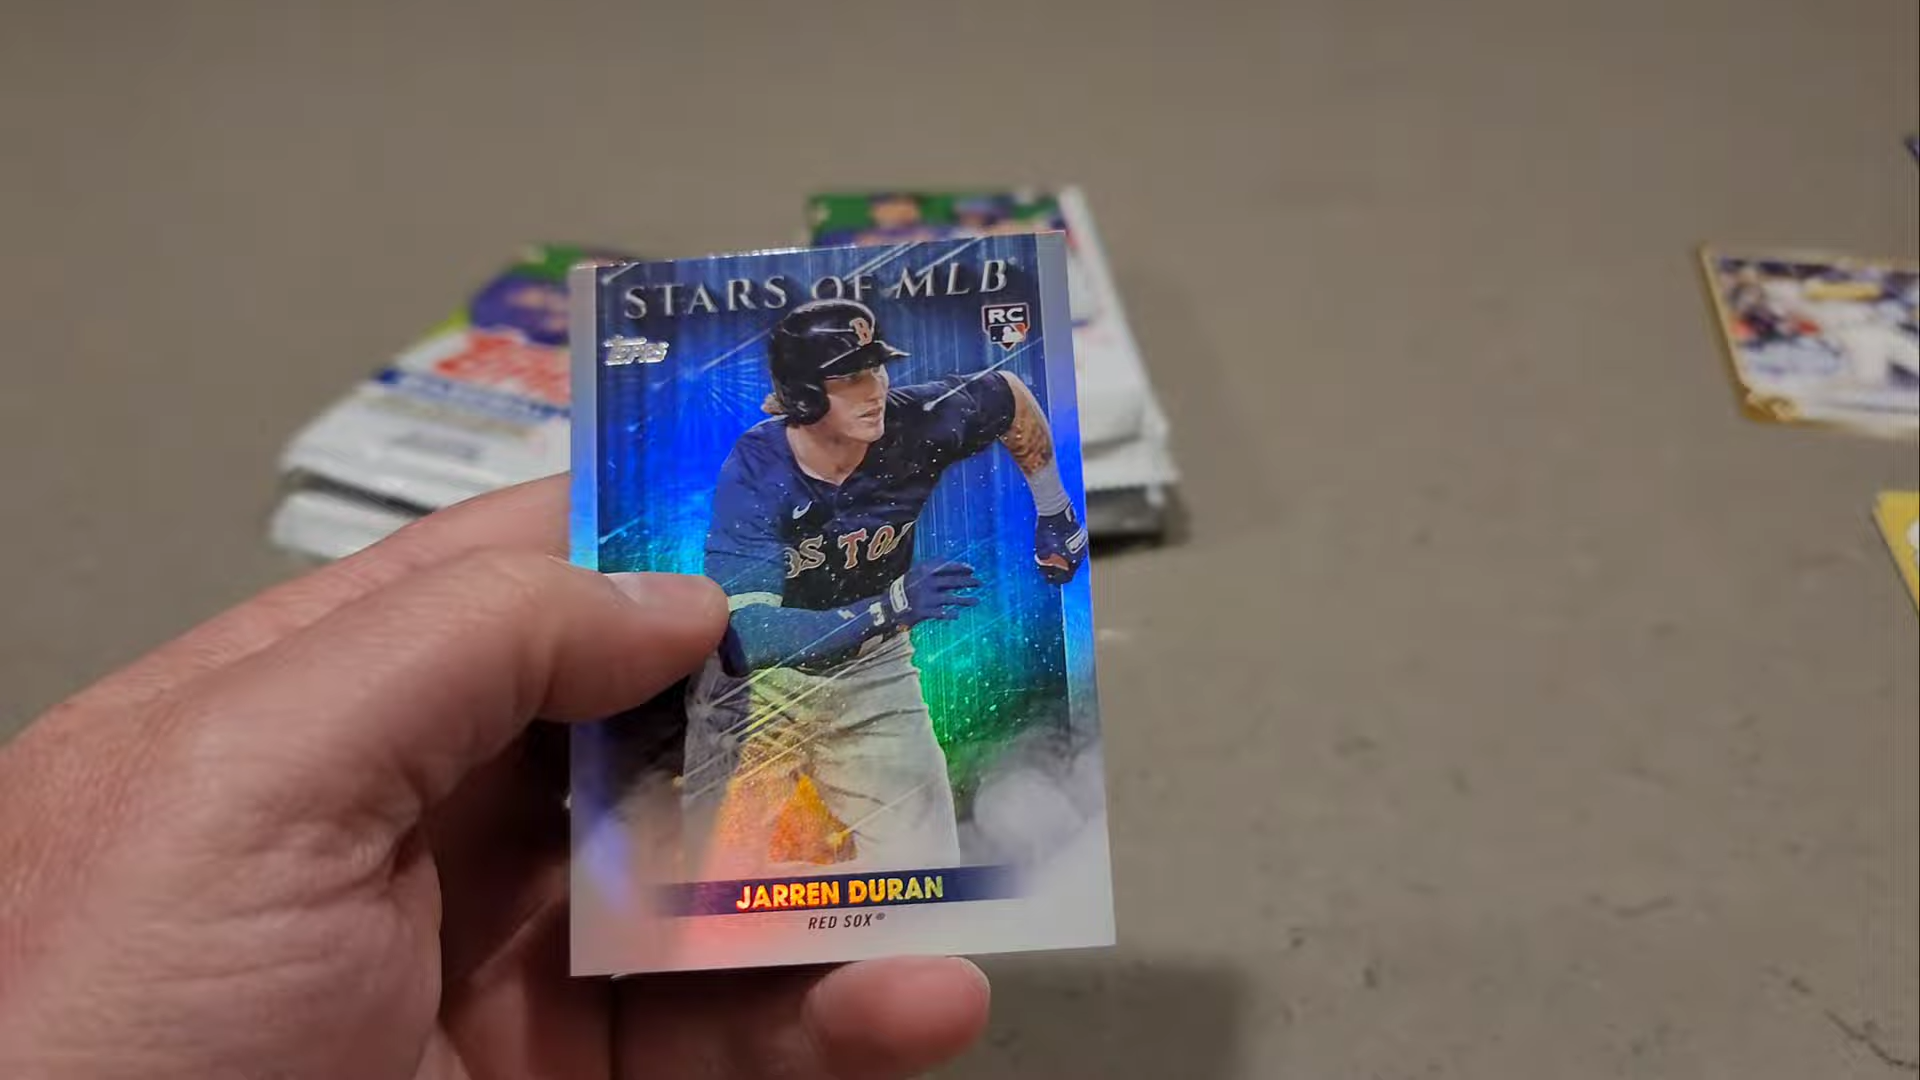 STARS OF MLB
RC
Topps
B
BOSTON
JARREN DURAN
RED SOX®